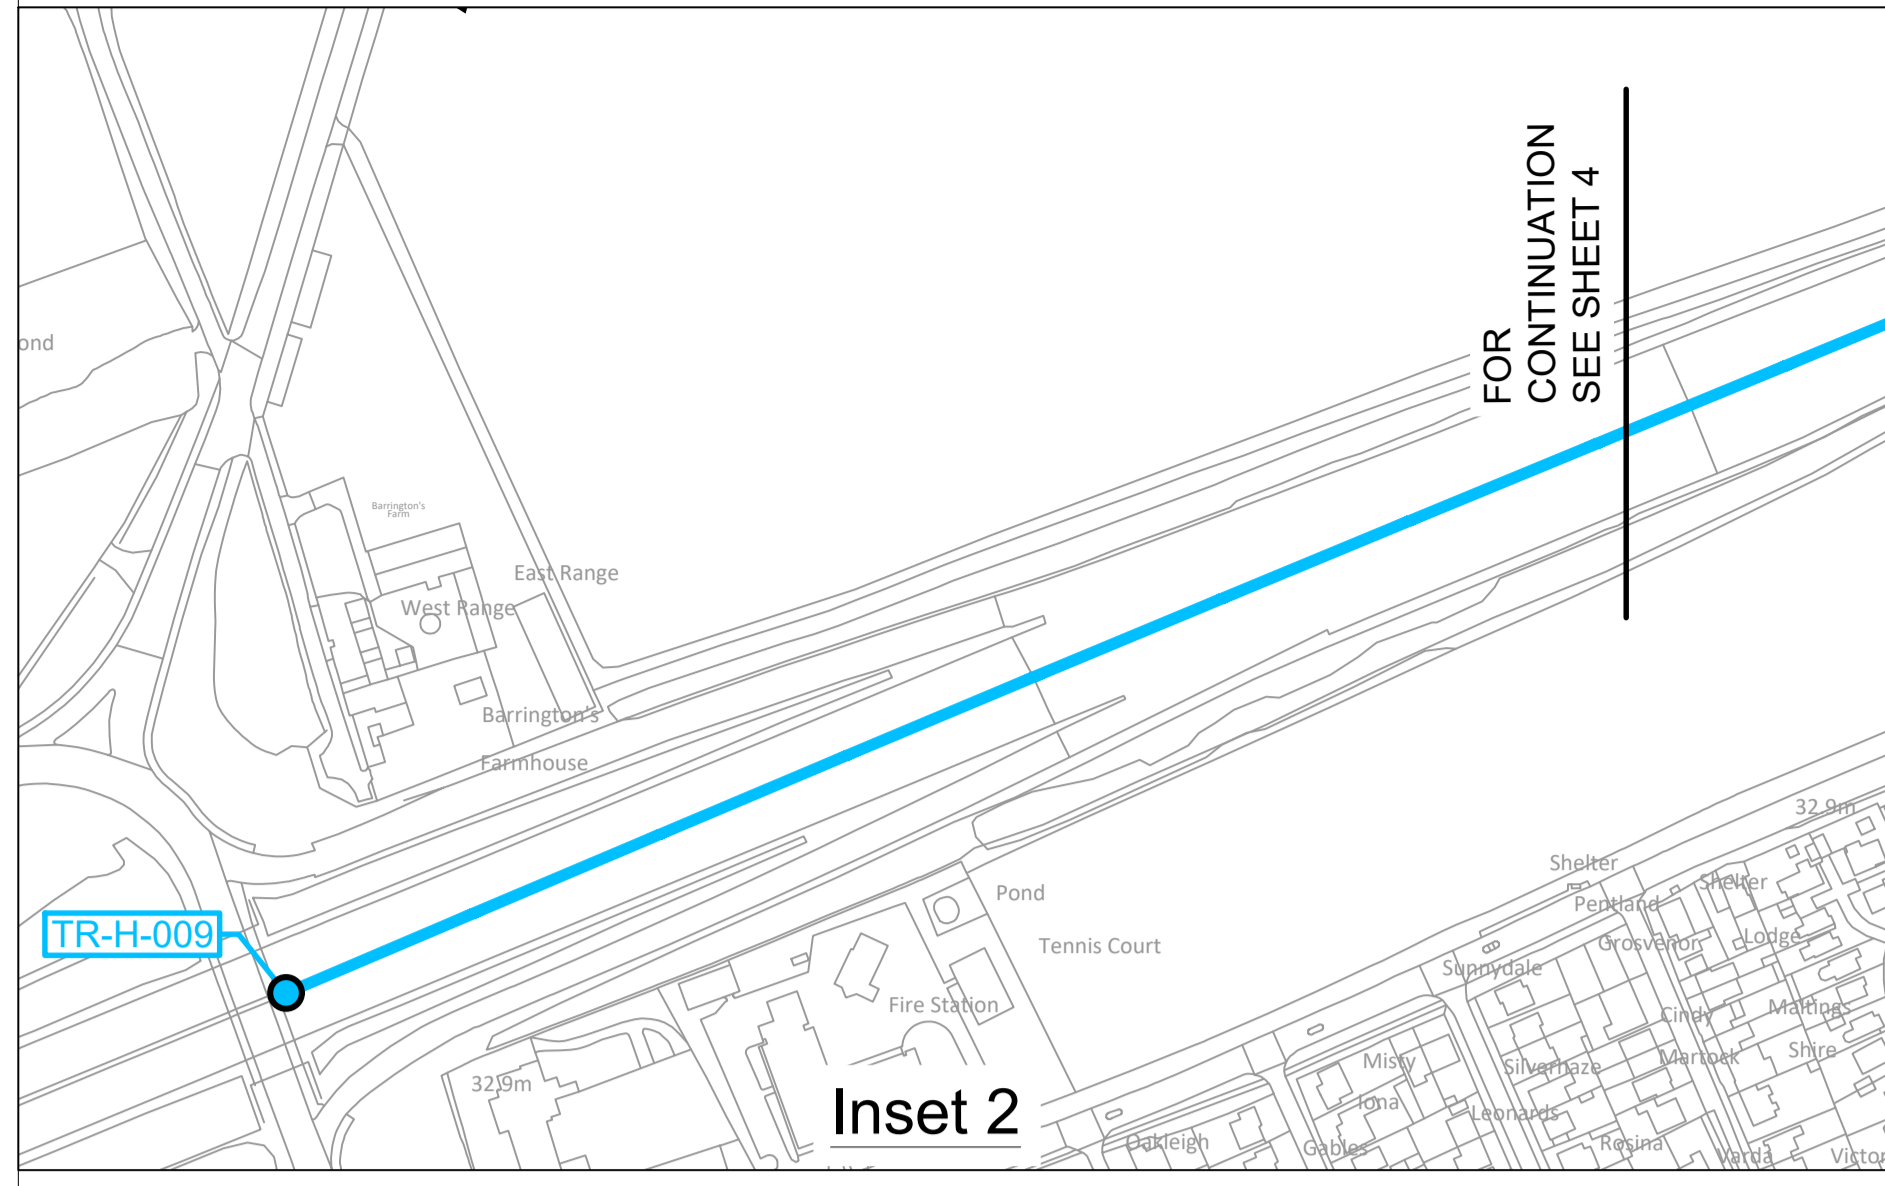 FOR
CONTINUATION
SEE SHEET 4
ond
Barrington's
Farm
East Range
West Range
Barrington's
Farmhouse
32.9m
Shelter
Shelter
Pentland
Pond
TR-H-009
Grosvenor
Lodge
Tennis Court
Sunnydale
Fire Station
Cindy
Maltings
Misty
Silverhaze
Martock
Shire
32.9m
Iona
Leonards
Inset 2
Oakleigh
Gables
Rosina
Varda
Victor